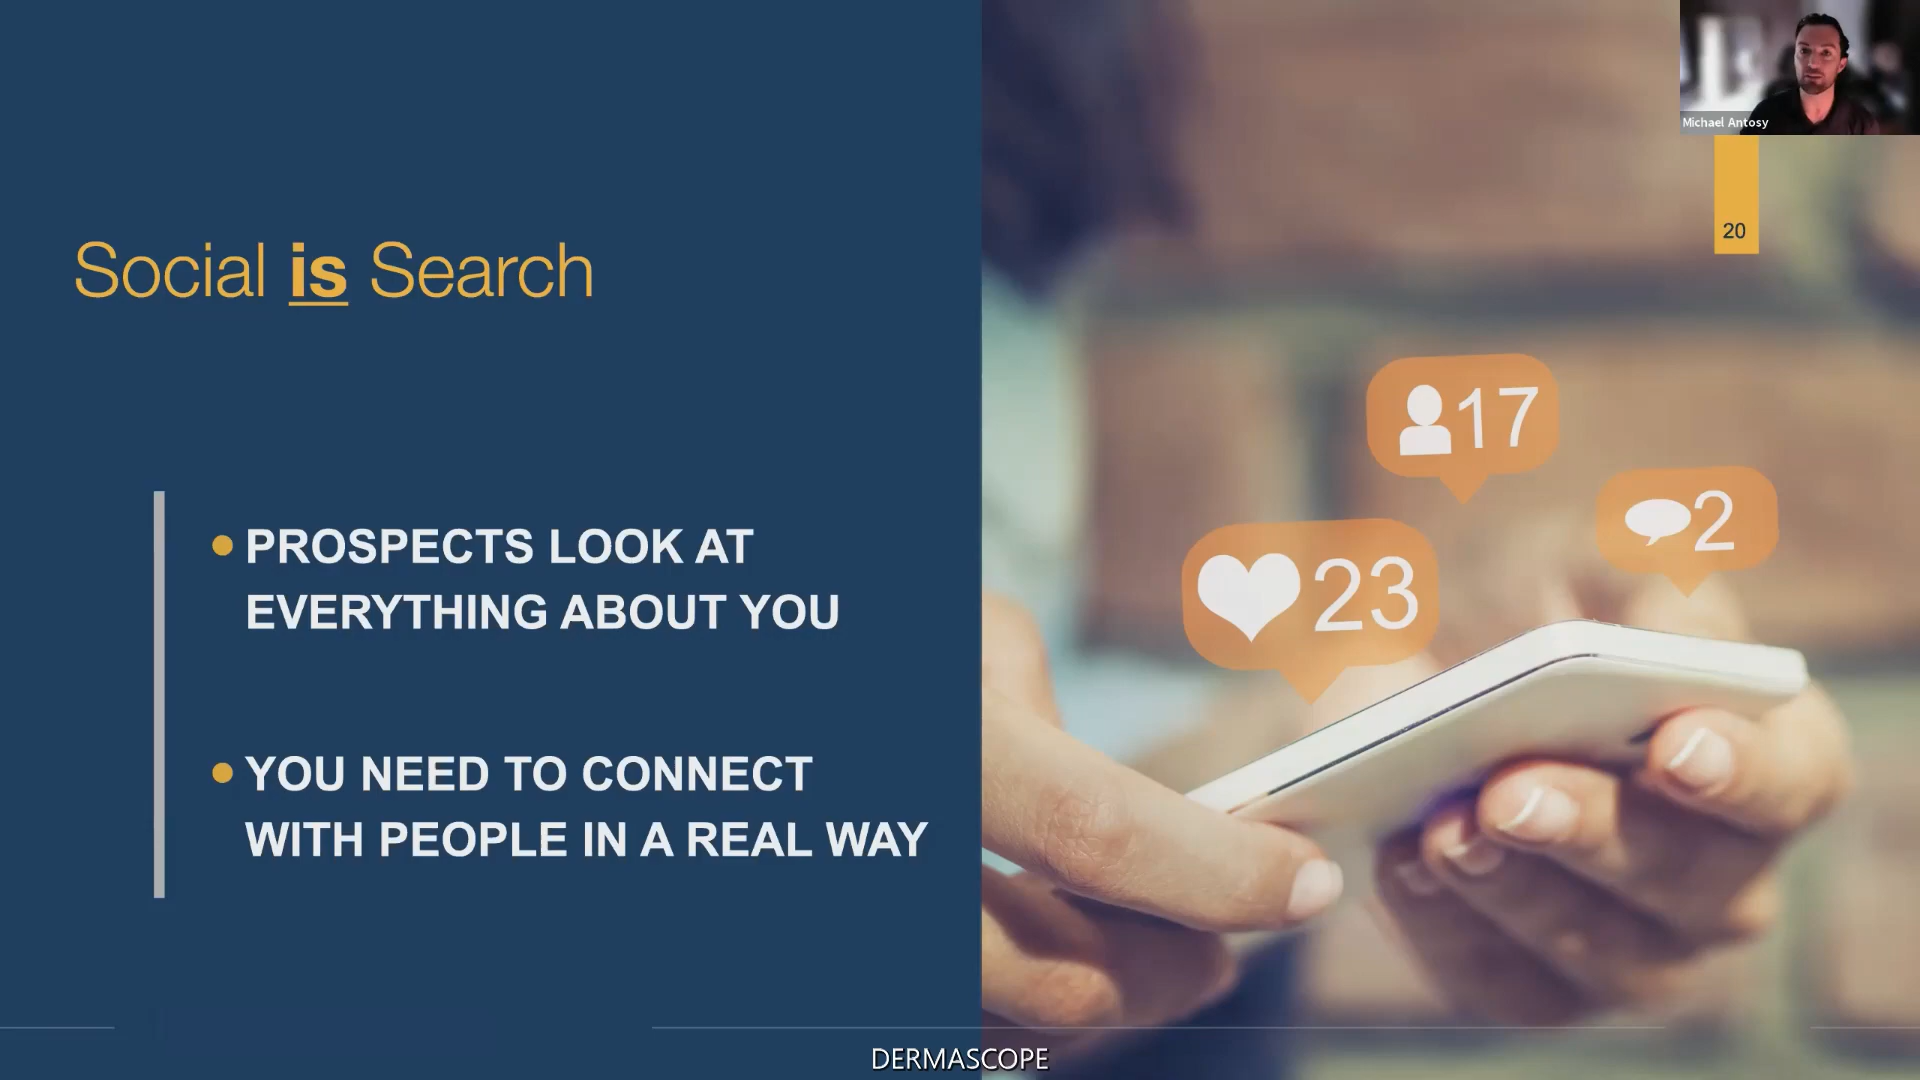 Michael Antosy
20
Social is Search
17
2
23
PROSPECTS LOOK AT
EVERYTHING ABOUT YOU
YOU NEED TO CONNECT
WITH PEOPLE IN A REAL WAY
DERMASCOPE